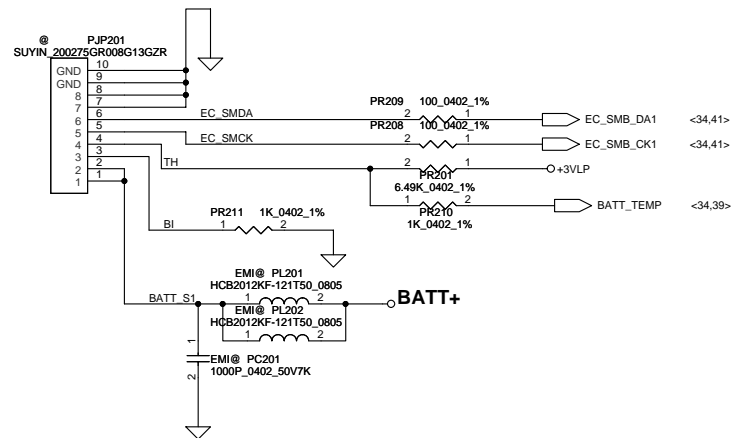 @ PJP201
SUYIN_200275GR008G13GZR
GND 10
GND 9
8 8
7 7
6 6 EC_SMDA
5 5 EC_SMCK
4 4 TH
3 3
2 2
1 1
PR209 100_0402_1%
2 1 EC_SMB_DA1 <34,41>
PR208 100_0402_1%
2 1 EC_SMB_CK1 <34,41>
2 1 +3VLP
PR201
6.49K_0402_1%
1 2 BATT_TEMP <34,39>
PR210
1K_0402_1%
PR211 1K_0402_1%
BI 1 2
EMI@ PL201
HCB2012KF-121T50_0805
BATT_S1 1 2 BATT+
EMI@ PL202
HCB2012KF-121T50_0805
1 2
1
EMI@ PC201
1000P_0402_50V7K
2